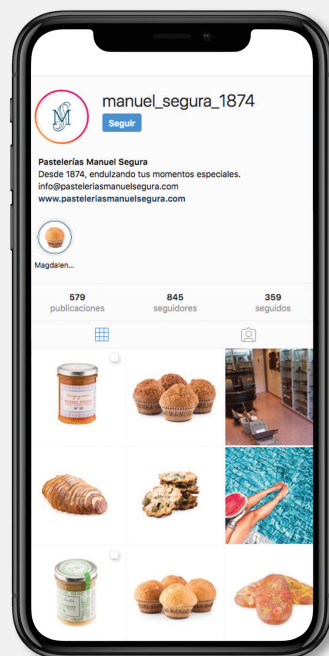 manuel_segura_1874
Seguir
Pastelerías Manuel Segura
Desde 1874, endulzando tus momentos especiales.
info@pasteleriasmanuelsegura.com
www.pasteleriasmanuelsegura.com
Magdalen...
579 845 359
publicaciones seguidores seguidos